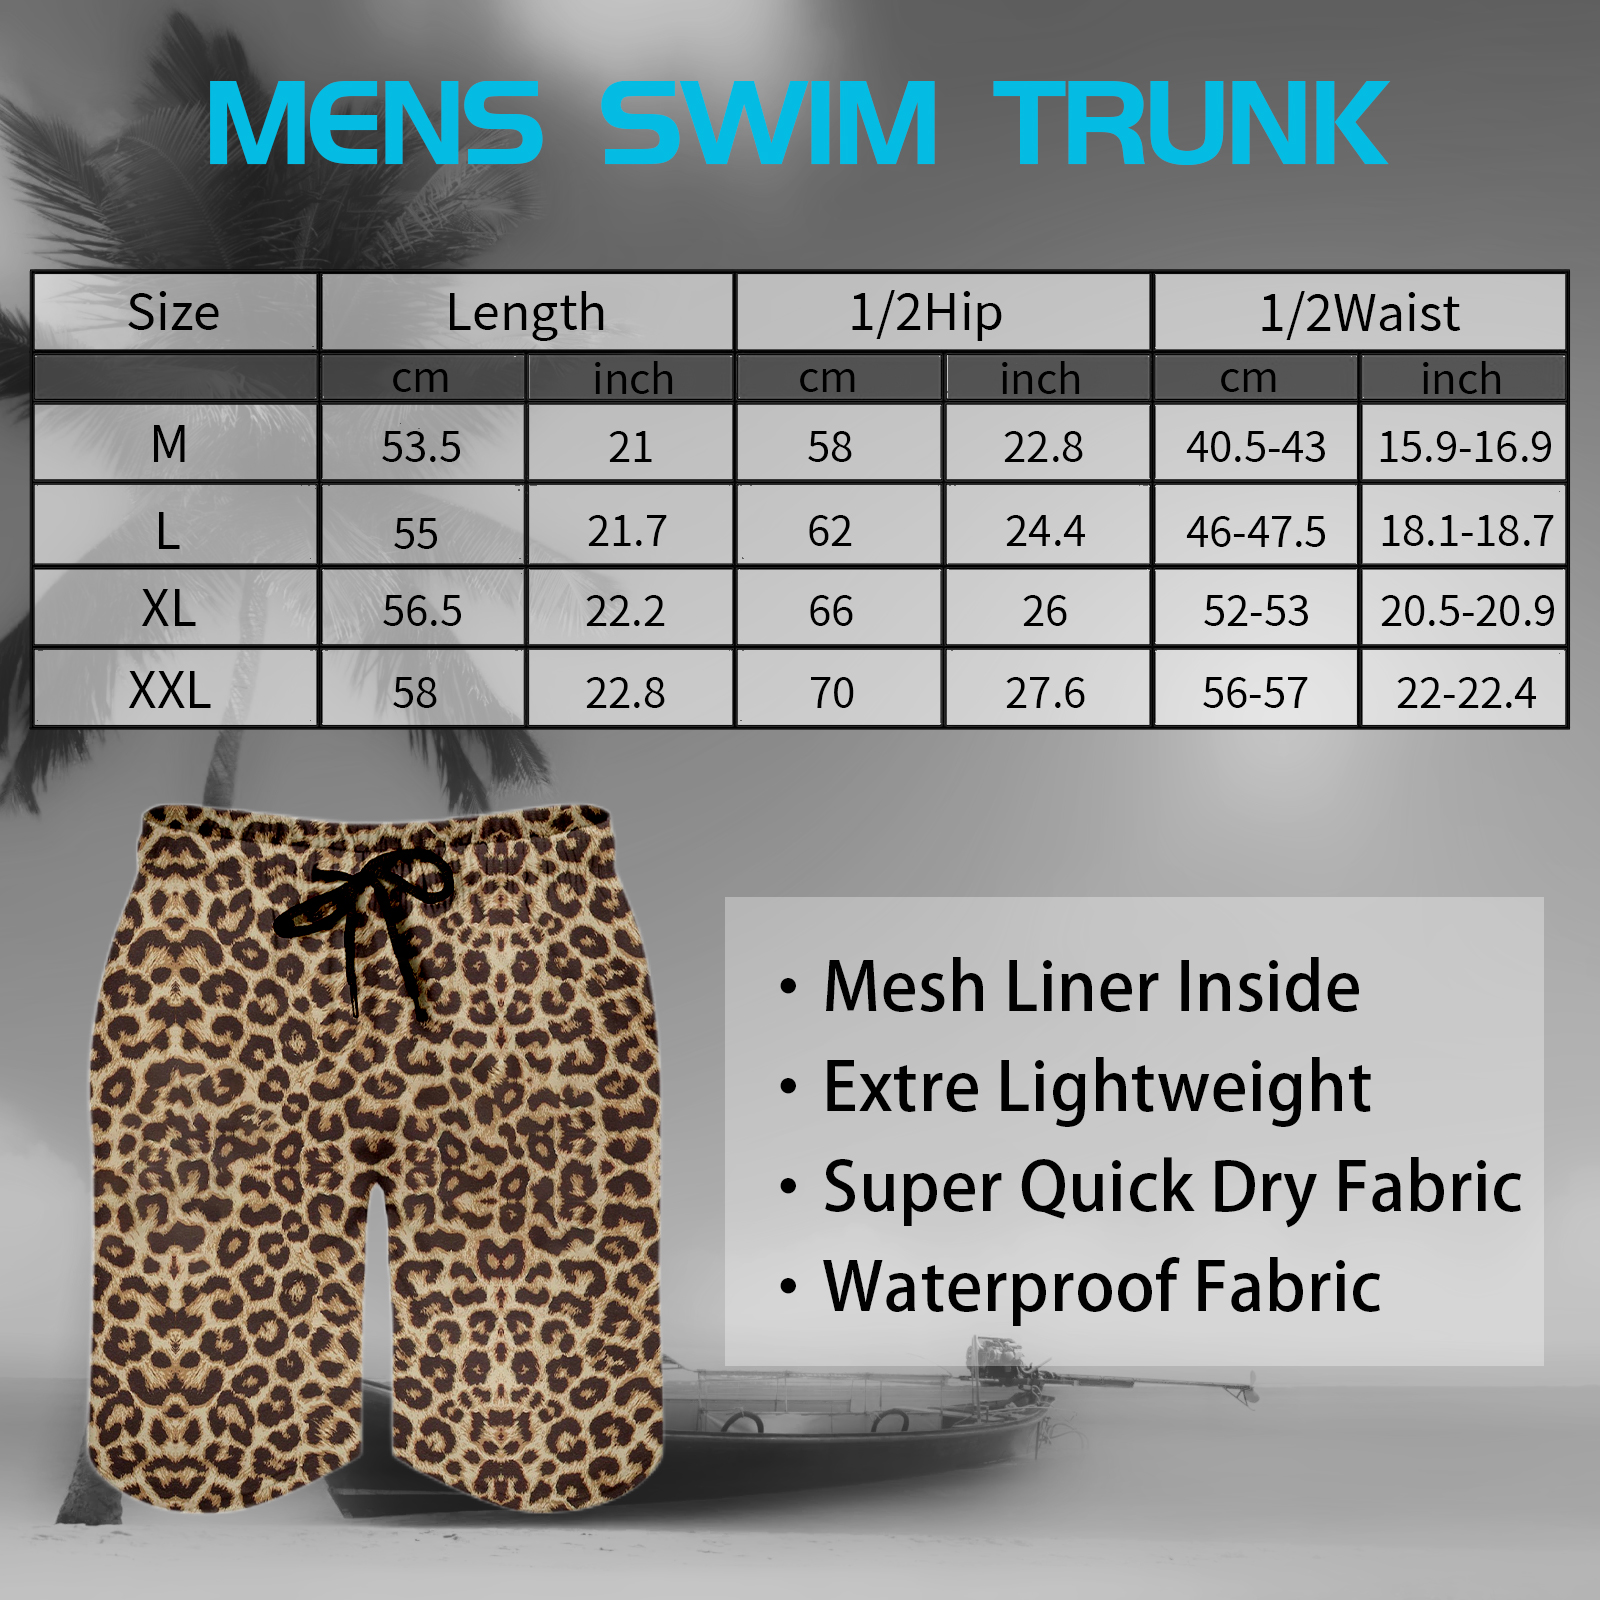 MENS SWIM TRUNK
Size Length 1/2Hip 1/2Waist
cm inch cm inch cm inch
M 53.5 21 58 22.8 40.5-43 15.9-16.9
L 55 21.7 62 24.4 46-47.5 18.1-18.7
XL 56.5 22.2 66 26 52-53 20.5-20.9
XXL 58 22.8 70 27.6 56-57 22-22.4
• Mesh Liner Inside
• Extre Lightweight
• Super Quick Dry Fabric
• Waterproof Fabric